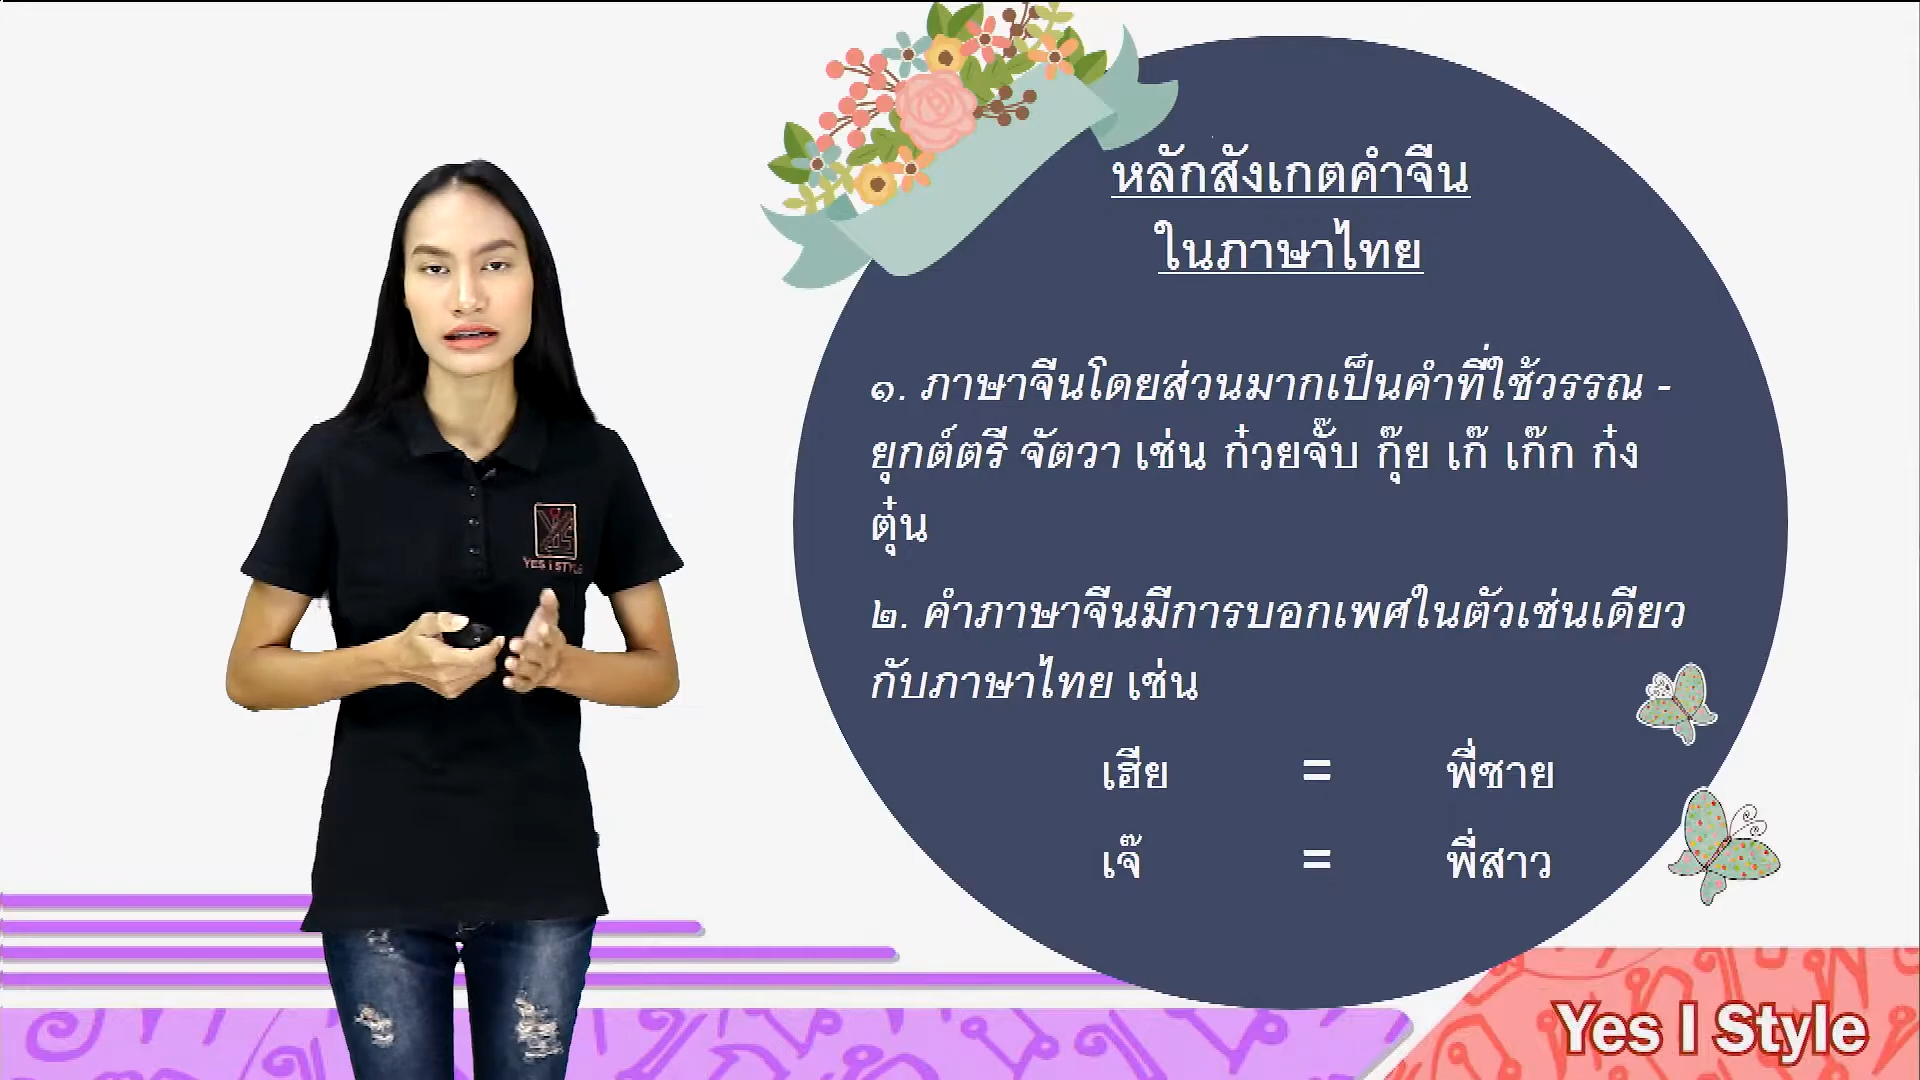 หลักสังเกตคำจีน
ในภาษาไทย
๑. ภาษาจีนโดยส่วนมากเป็นคำที่ใช้วรรณ -
ยุกต์ตรี จัตวา เช่น ก๋วยจั๊บ กุ๊ย เก๊ เก๊ก ก๋ง
ตุ๋น
๒. คำภาษาจีนมีการบอกเพศในตัวเช่นเดียว
กับภาษาไทย เช่น
เฮีย = พี่ชาย
เจ๊ = พี่สาว
YES i STYLE
Yes I Style